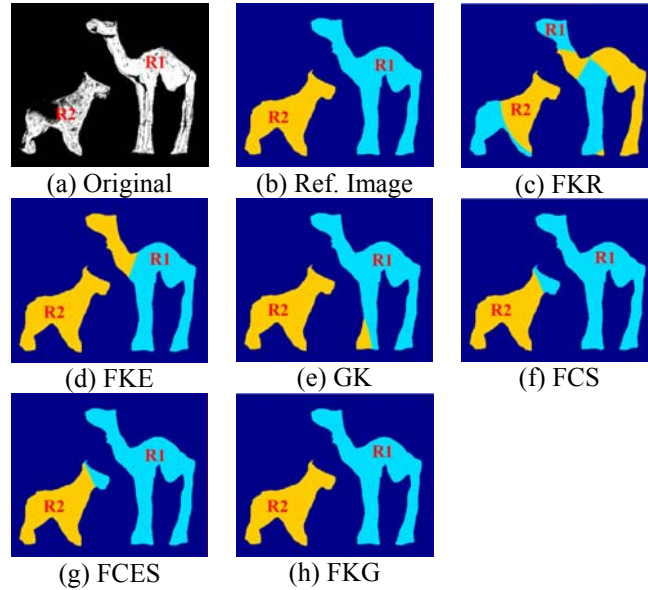 R1
R2
R1
R2
R1
R2
(a) Original
(b) Ref. Image
(c) FKR
R1
R2
R1
R2
R1
R2
(d) FKE
(e) GK
(f) FCS
R1
R2
R1
R2
(g) FCES
(h) FKG